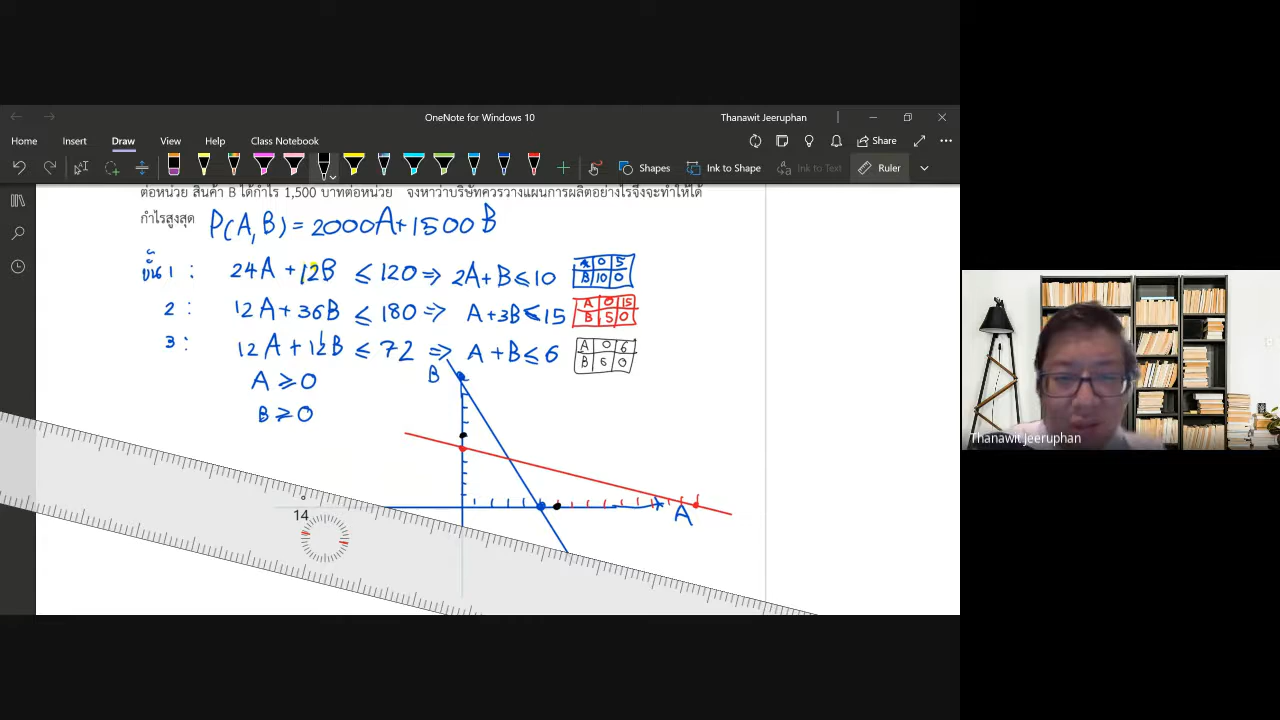 OneNote for Windows 10
Thanawit Jeeruphan
Home Insert Draw View Help Class Notebook
Share
Shapes Ink to Shape Ink to Text Ruler
ต่อหน่วย สินค้า B ได้กำไร 1,500 บาทต่อหน่วย จงหาว่าบริษัทควรวางแผนการผลิตอย่างไรจึงจะทำให้ได้
กำไรสูงสุด P(A,B) = 2000A+1500B
ขั้น 1 : 24A + 12B ≤ 120 ⇒ 2A+B ≤ 10
A 0 5
B 10 0
2 : 12A + 36B ≤ 180 ⇒ A+3B ≤ 15
A 0 15
B 5 0
3 : 12A + 12B ≤ 72 ⇒ A+B ≤ 6
A 0 6
B 6 0
A ≥ 0
B ≥ 0
B
A
14
Thanawit Jeeruphan